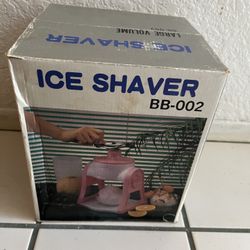 ICE SHAVER
LARGE VOLUME
ICE SHAVER
BB-002